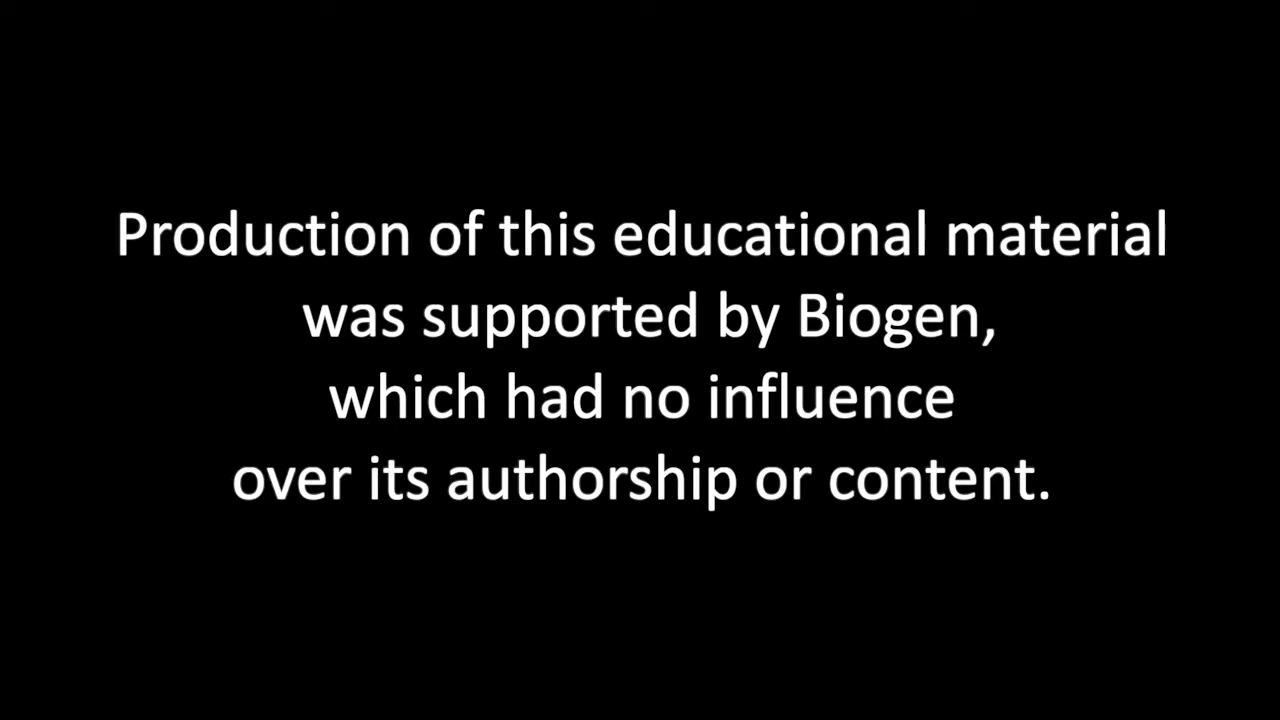 Production of this educational material
was supported by Biogen,
which had no influence
over its authorship or content.